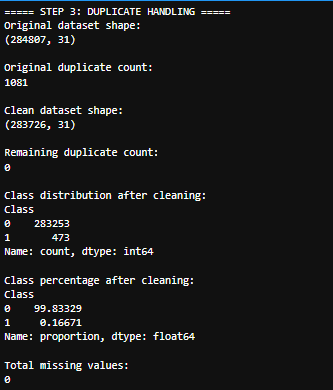 ===== STEP 3: DUPLICATE HANDLING =====
Original dataset shape:
(284807, 31)
Original duplicate count:
1081
Clean dataset shape:
(283726, 31)
Remaining duplicate count:
0
Class distribution after cleaning:
Class
0    283253
1       473
Name: count, dtype: int64
Class percentage after cleaning:
Class
0    99.83329
1     0.16671
Name: proportion, dtype: float64
Total missing values:
0